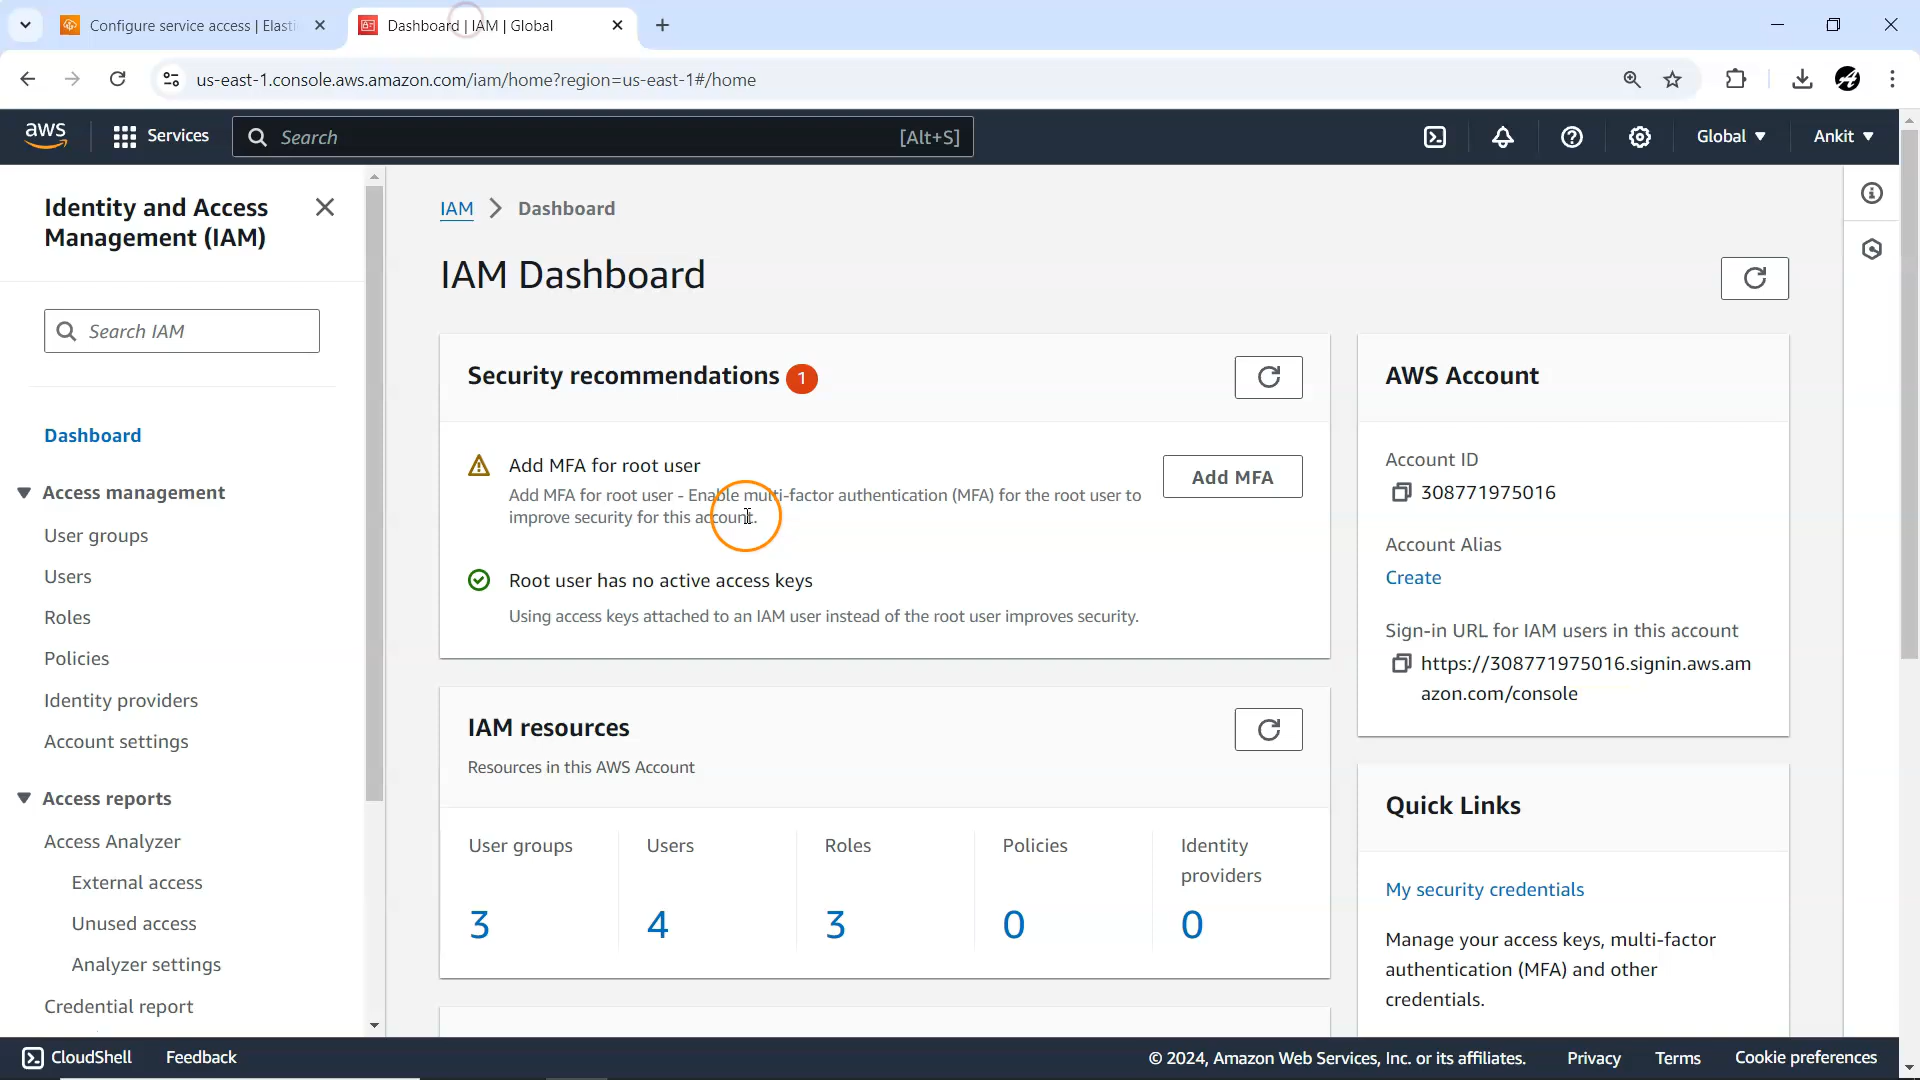 Configure service access | Elasti
Dashboard | IAM | Global
us-east-1.console.aws.amazon.com/iam/home?region=us-east-1#/home
aws
Services
Search
[Alt+S]
Global
Ankit
Identity and Access
Management (IAM)
Search IAM
Dashboard
Access management
User groups
Users
Roles
Policies
Identity providers
Account settings
Access reports
Access Analyzer
External access
Unused access
Analyzer settings
Credential report
IAM
Dashboard
IAM Dashboard
Security recommendations 1
Add MFA for root user
Add MFA for root user - Enable multi-factor authentication (MFA) for the root user to
improve security for this account.
Add MFA
Root user has no active access keys
Using access keys attached to an IAM user instead of the root user improves security.
IAM resources
Resources in this AWS Account
User groups
3
Users
4
Roles
3
Policies
0
Identity
providers
0
AWS Account
Account ID
308771975016
Account Alias
Create
Sign-in URL for IAM users in this account
https://308771975016.signin.aws.am
azon.com/console
Quick Links
My security credentials
Manage your access keys, multi-factor
authentication (MFA) and other
credentials.
CloudShell
Feedback
© 2024, Amazon Web Services, Inc. or its affiliates.
Privacy
Terms
Cookie preferences